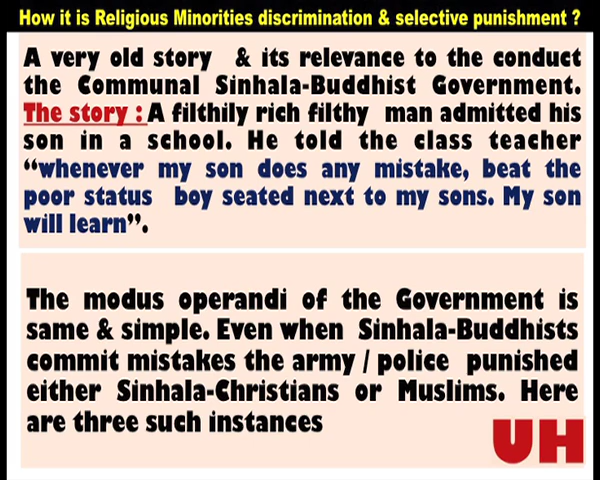 How it is Religious Minorities discrimination & selective punishment ?
A very old story & its relevance to the conduct
the Communal Sinhala-Buddhist Government.
The story : A filthily rich filthy man admitted his
son in a school. He told the class teacher
“whenever my son does any mistake, beat the
poor status boy seated next to my sons. My son
will learn”.
The modus operandi of the Government is
same & simple. Even when Sinhala-Buddhists
commit mistakes the army / police punished
either Sinhala-Christians or Muslims. Here
are three such instances
UH